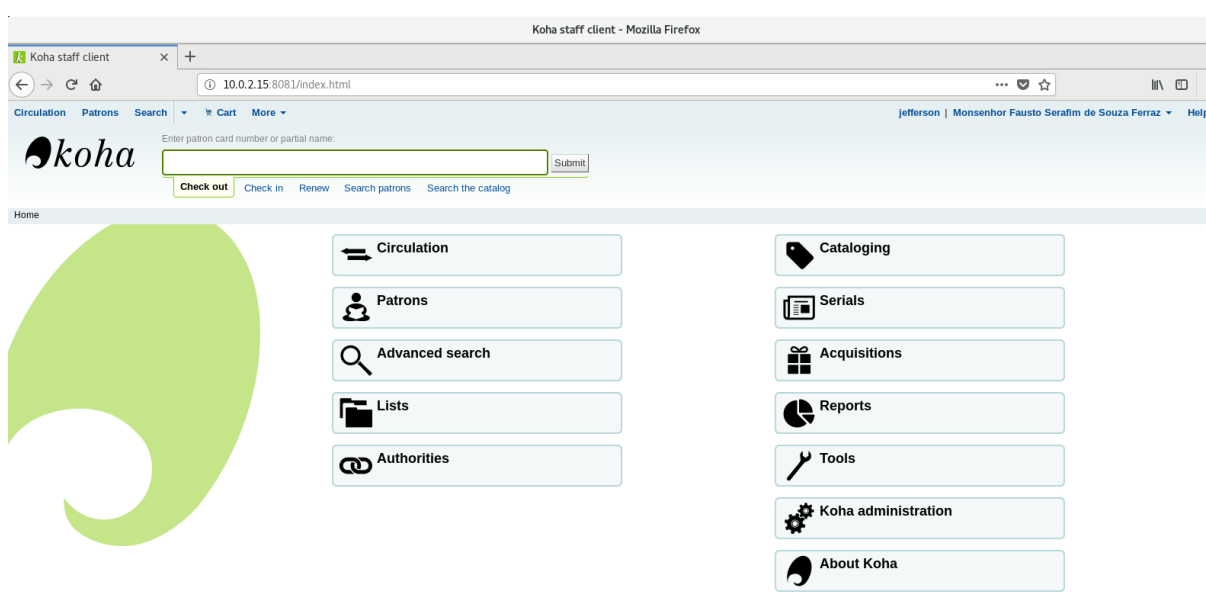 Koha staff client - Mozilla Firefox
Koha staff client
10.0.2.15:8081/index.html
Circulation Patrons Search Cart More jefferson | Monsenhor Fausto Serafim de Souza Ferraz Help
koha
Enter patron card number or partial name:
Submit
Check out Check in Renew Search patrons Search the catalog
Home
Circulation Cataloging
Patrons Serials
Advanced search Acquisitions
Lists Reports
Authorities Tools
Koha administration
About Koha